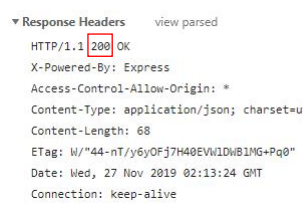 ▼ Response Headers view parsed
HTTP/1.1 200 OK
X-Powered-By: Express
Access-Control-Allow-Origin: *
Content-Type: application/json; charset=u
Content-Length: 68
ETag: W/"44-nT/y6yOFj7H40EVWlDWB1MG+Pq0"
Date: Wed, 27 Nov 2019 02:13:24 GMT
Connection: keep-alive